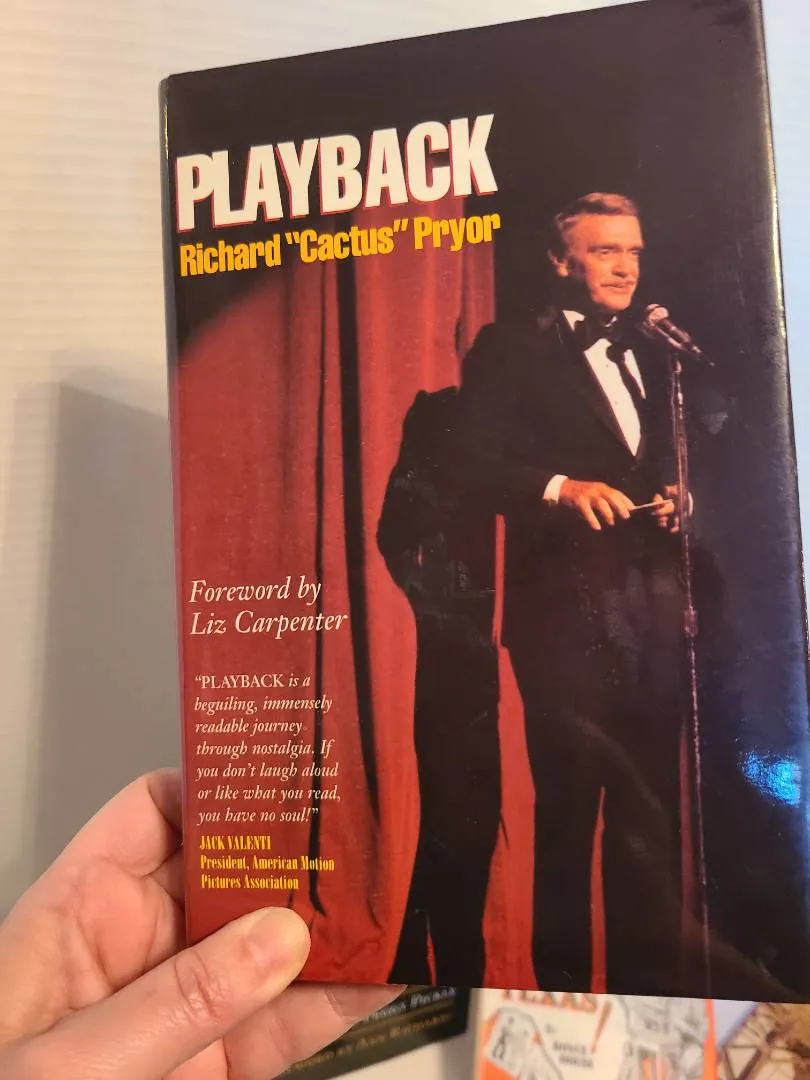 PLAYBACK
Richard "Cactus" Pryor
Foreword by
Liz Carpenter
"PLAYBACK is a
beguiling, immensely
readable journey
through nostalgia. If
you don't laugh aloud
or like what you read,
you have no soul!"
JACK VALENTI
President, American Motion
Pictures Association
TEXAS!